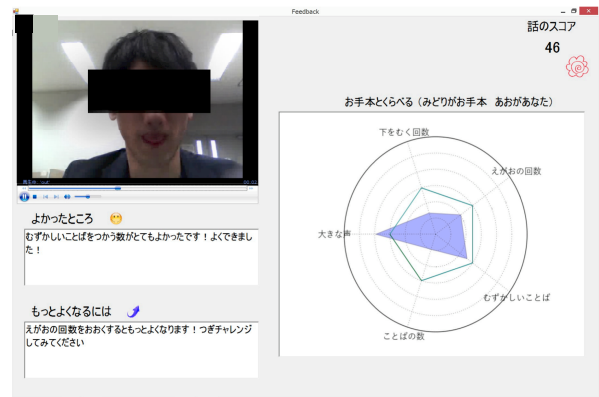 Feedback
話のスコア
46
お手本とくらべる（みどりがお手本　あおがあなた）
下をむく回数
えがおの回数
大きな声
むずかしいことば
ことばの数
00:02
よかったところ
むずかしいことばをつかう数がとてもよかったです！よくできまし
た！
もっとよくなるには
えがおの回数をおおくするともっとよくなります！つぎチャレンジ
してみてください